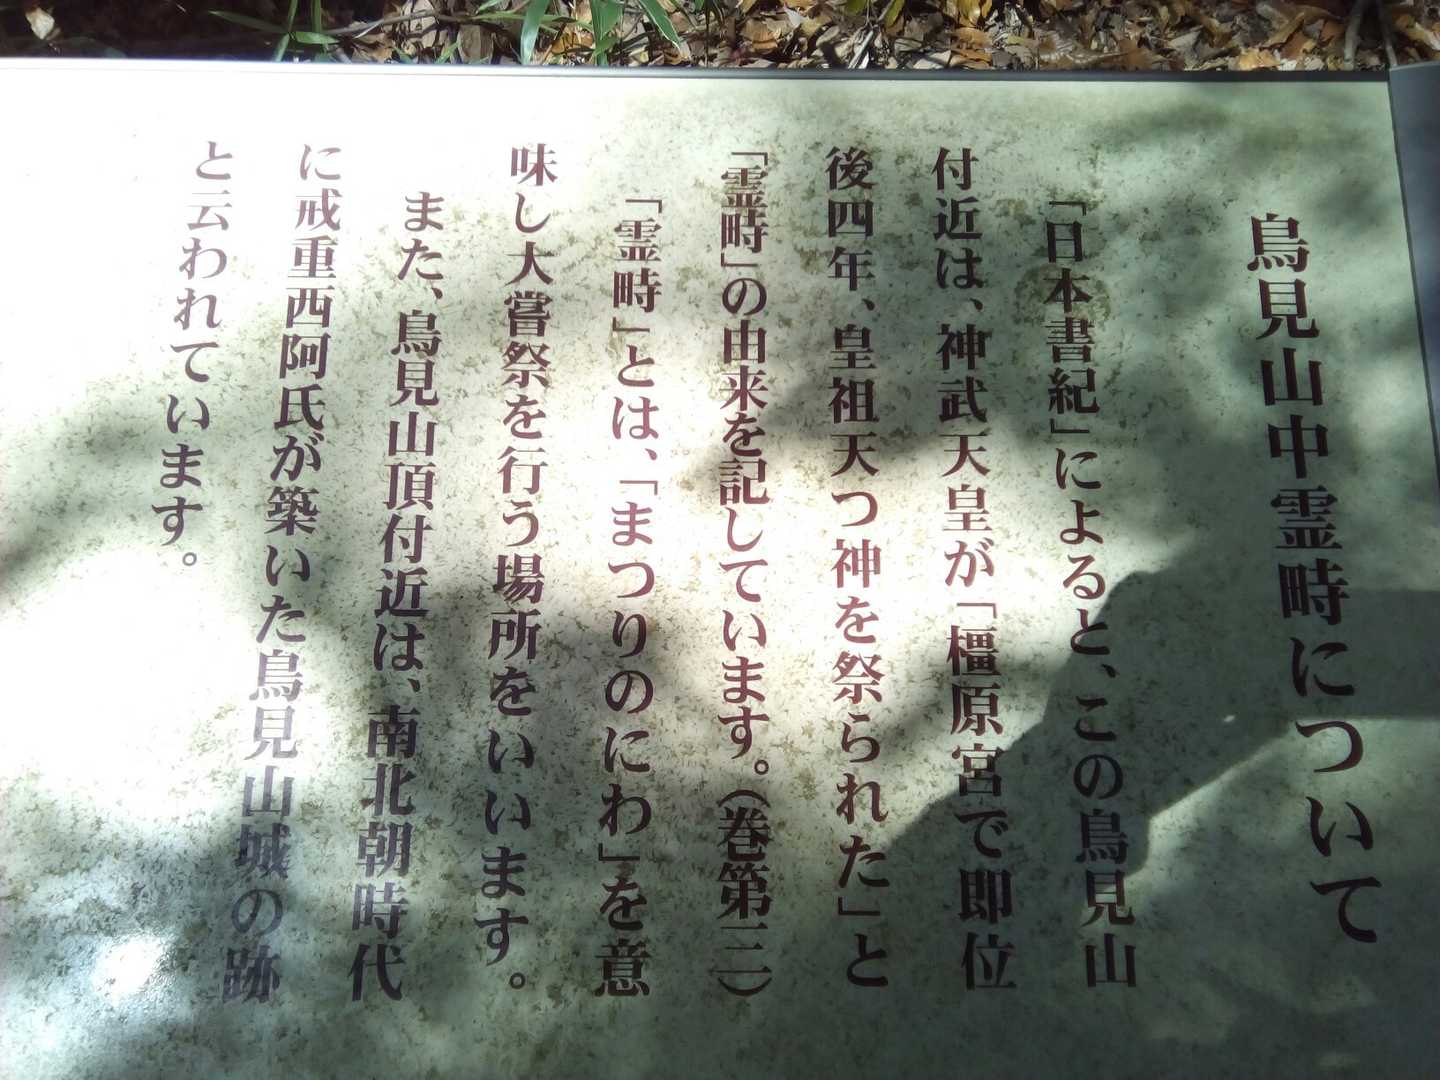 鳥見山中霊畤について
「日本書紀」によると、この鳥見山
付近は、神武天皇が「橿原宮で即位
後四年、皇祖天つ神を祭られた」と
「霊畤」の由来を記しています。(巻第三)
「霊畤」とは、「まつりのにわ」を意
味し大嘗祭を行う場所をいいます。
また、鳥見山頂付近は、南北朝時代
に戒重西阿氏が築いた鳥見山城の跡
と云われています。